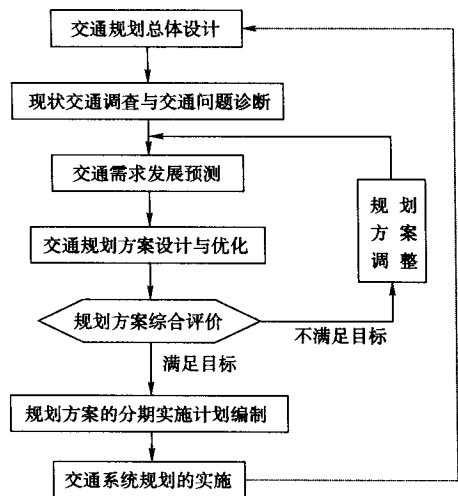 交通规划总体设计
现状交通调查与交通问题诊断
交通需求发展预测
规 划
方 案
调 整
交通规划方案设计与优化
规划方案综合评价
不满足目标
满足目标
规划方案的分期实施计划编制
交通系统规划的实施